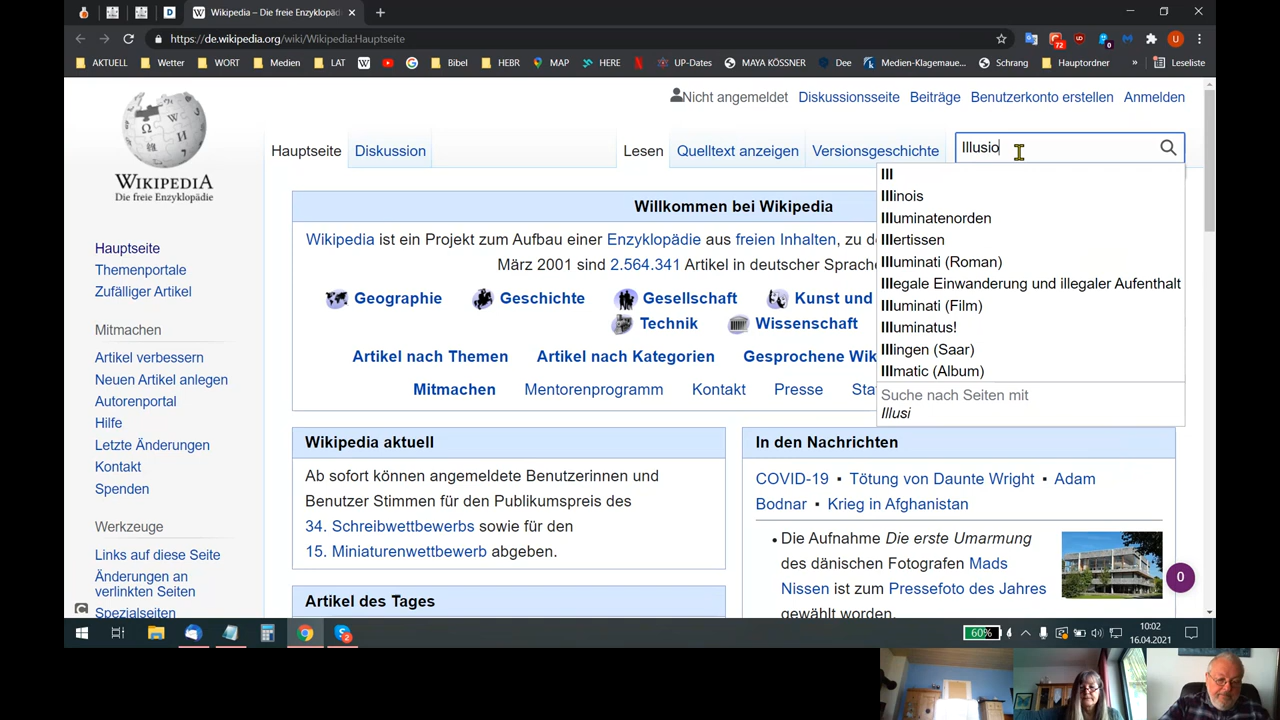 Wikipedia – Die freie Enzyklopädi
https://de.wikipedia.org/wiki/Wikipedia:Hauptseite
72
0
U
AKTUELL Wetter WORT Medien LAT Bibel HEBR MAP HERE UP-Dates MAYA KÖSSNER Dee Medien-Klagemaue... Schrang Hauptordner » Leseliste
Nicht angemeldet Diskussionsseite Beiträge Benutzerkonto erstellen Anmelden
WIKIPEDIA
Die freie Enzyklopädie
Hauptseite Diskussion Lesen Quelltext anzeigen Versionsgeschichte Illusio
Ill
Illinois
Illuminatenorden
Illertissen
Illuminati (Roman)
Illegale Einwanderung und illegaler Aufenthalt
Illuminati (Film)
Illuminatus!
Illingen (Saar)
Illmatic (Album)
Suche nach Seiten mit
Illusi
Hauptseite
Themenportale
Zufälliger Artikel
Mitmachen
Artikel verbessern
Neuen Artikel anlegen
Autorenportal
Hilfe
Letzte Änderungen
Kontakt
Spenden
Werkzeuge
Links auf diese Seite
Änderungen an
verlinkten Seiten
Spezialseiten
Willkommen bei Wikipedia
Wikipedia ist ein Projekt zum Aufbau einer Enzyklopädie aus freien Inhalten, zu d
März 2001 sind 2.564.341 Artikel in deutscher Sprache
Geographie Geschichte Gesellschaft Kunst und
Technik Wissenschaft
Artikel nach Themen Artikel nach Kategorien Gesprochene Wik
Mitmachen Mentorenprogramm Kontakt Presse Sta
Wikipedia aktuell
Ab sofort können angemeldete Benutzerinnen und
Benutzer Stimmen für den Publikumspreis des
34. Schreibwettbewerbs sowie für den
15. Miniaturenwettbewerb abgeben.
Artikel des Tages
In den Nachrichten
COVID-19 ▪ Tötung von Daunte Wright ▪ Adam
Bodnar ▪ Krieg in Afghanistan
• Die Aufnahme Die erste Umarmung
des dänischen Fotografen Mads
Nissen ist zum Pressefoto des Jahres
gewählt worden.
0
2
60%
10:02
16.04.2021